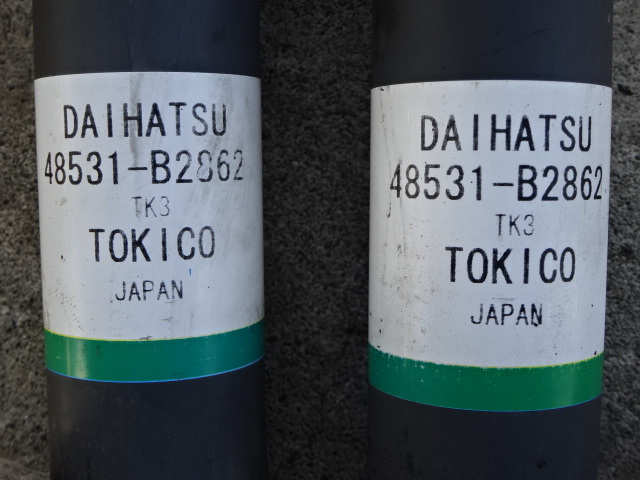 DAIHATSU
48531-B2862
TK3
TOKICO
JAPAN
DAIHATSU
48531-B2862
TK3
TOKICO
JAPAN